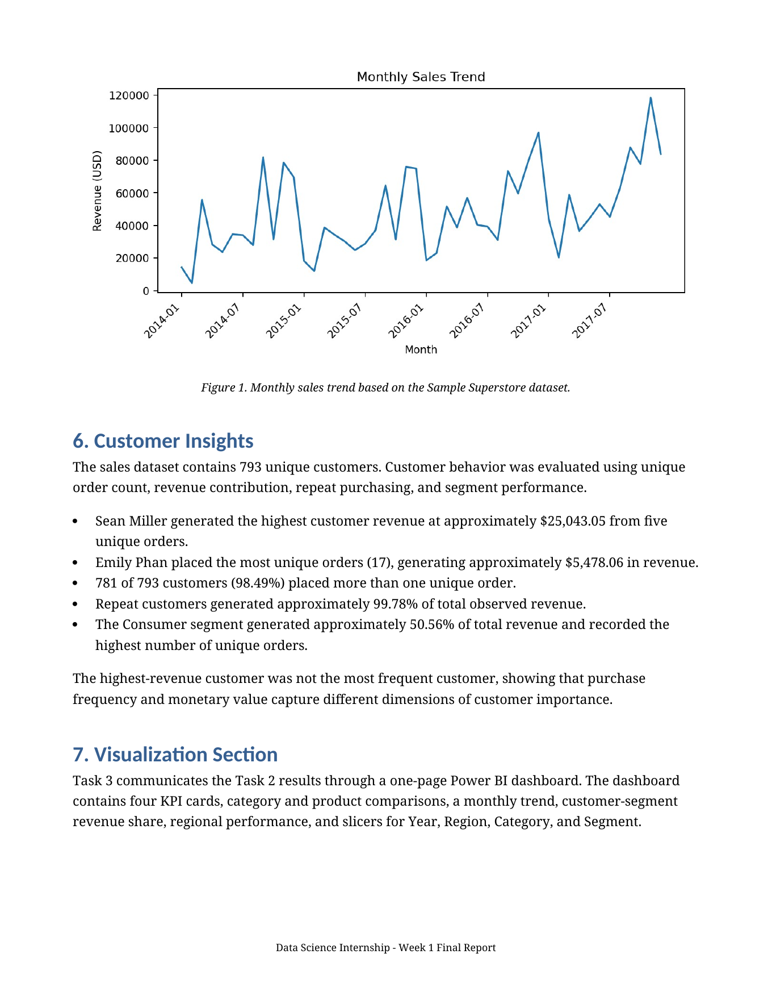 Monthly Sales Trend
120000
100000
80000
60000
40000
20000
0
Revenue (USD)
2014-01
2014-07
2015-01
2015-07
2016-01
2016-07
2017-01
2017-07
Month
Figure 1. Monthly sales trend based on the Sample Superstore dataset.
6. Customer Insights
The sales dataset contains 793 unique customers. Customer behavior was evaluated using unique
order count, revenue contribution, repeat purchasing, and segment performance.
• Sean Miller generated the highest customer revenue at approximately $25,043.05 from five
unique orders.
• Emily Phan placed the most unique orders (17), generating approximately $5,478.06 in revenue.
• 781 of 793 customers (98.49%) placed more than one unique order.
• Repeat customers generated approximately 99.78% of total observed revenue.
• The Consumer segment generated approximately 50.56% of total revenue and recorded the
highest number of unique orders.
The highest-revenue customer was not the most frequent customer, showing that purchase
frequency and monetary value capture different dimensions of customer importance.
7. Visualization Section
Task 3 communicates the Task 2 results through a one-page Power BI dashboard. The dashboard
contains four KPI cards, category and product comparisons, a monthly trend, customer-segment
revenue share, regional performance, and slicers for Year, Region, Category, and Segment.
Data Science Internship - Week 1 Final Report